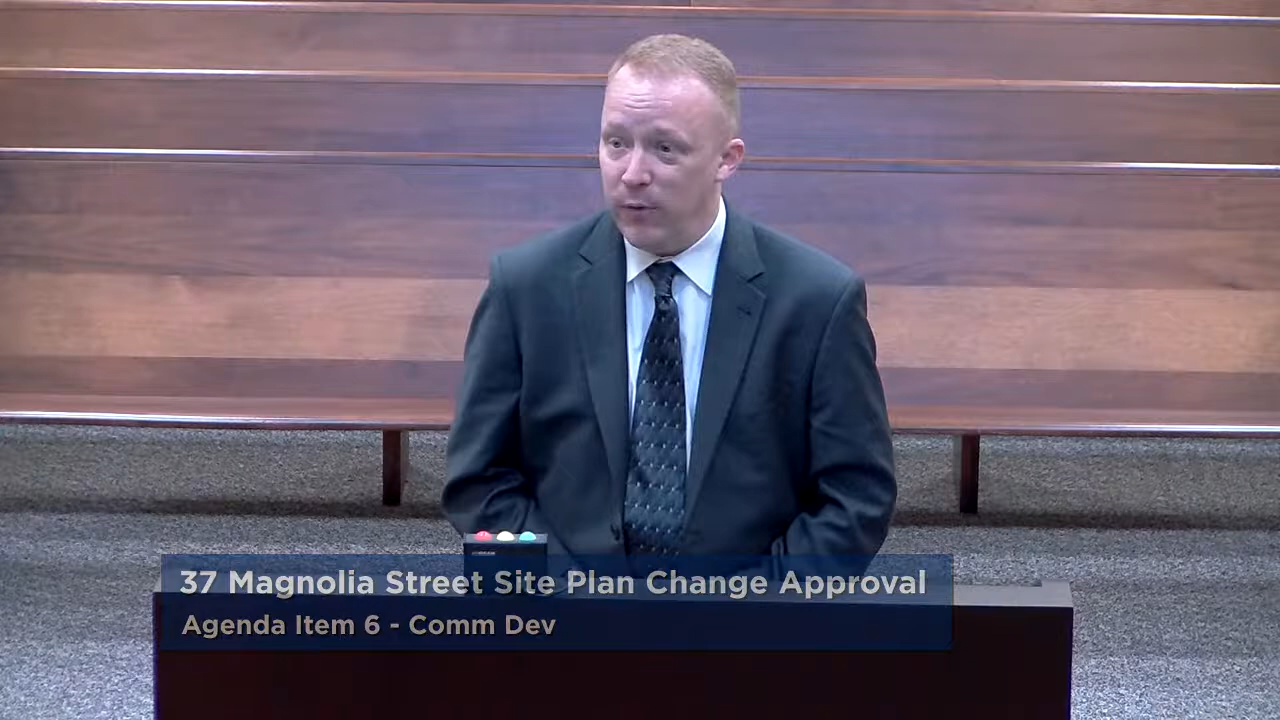 37 Magnolia Street Site Plan Change Approval
Agenda Item 6 - Comm Dev